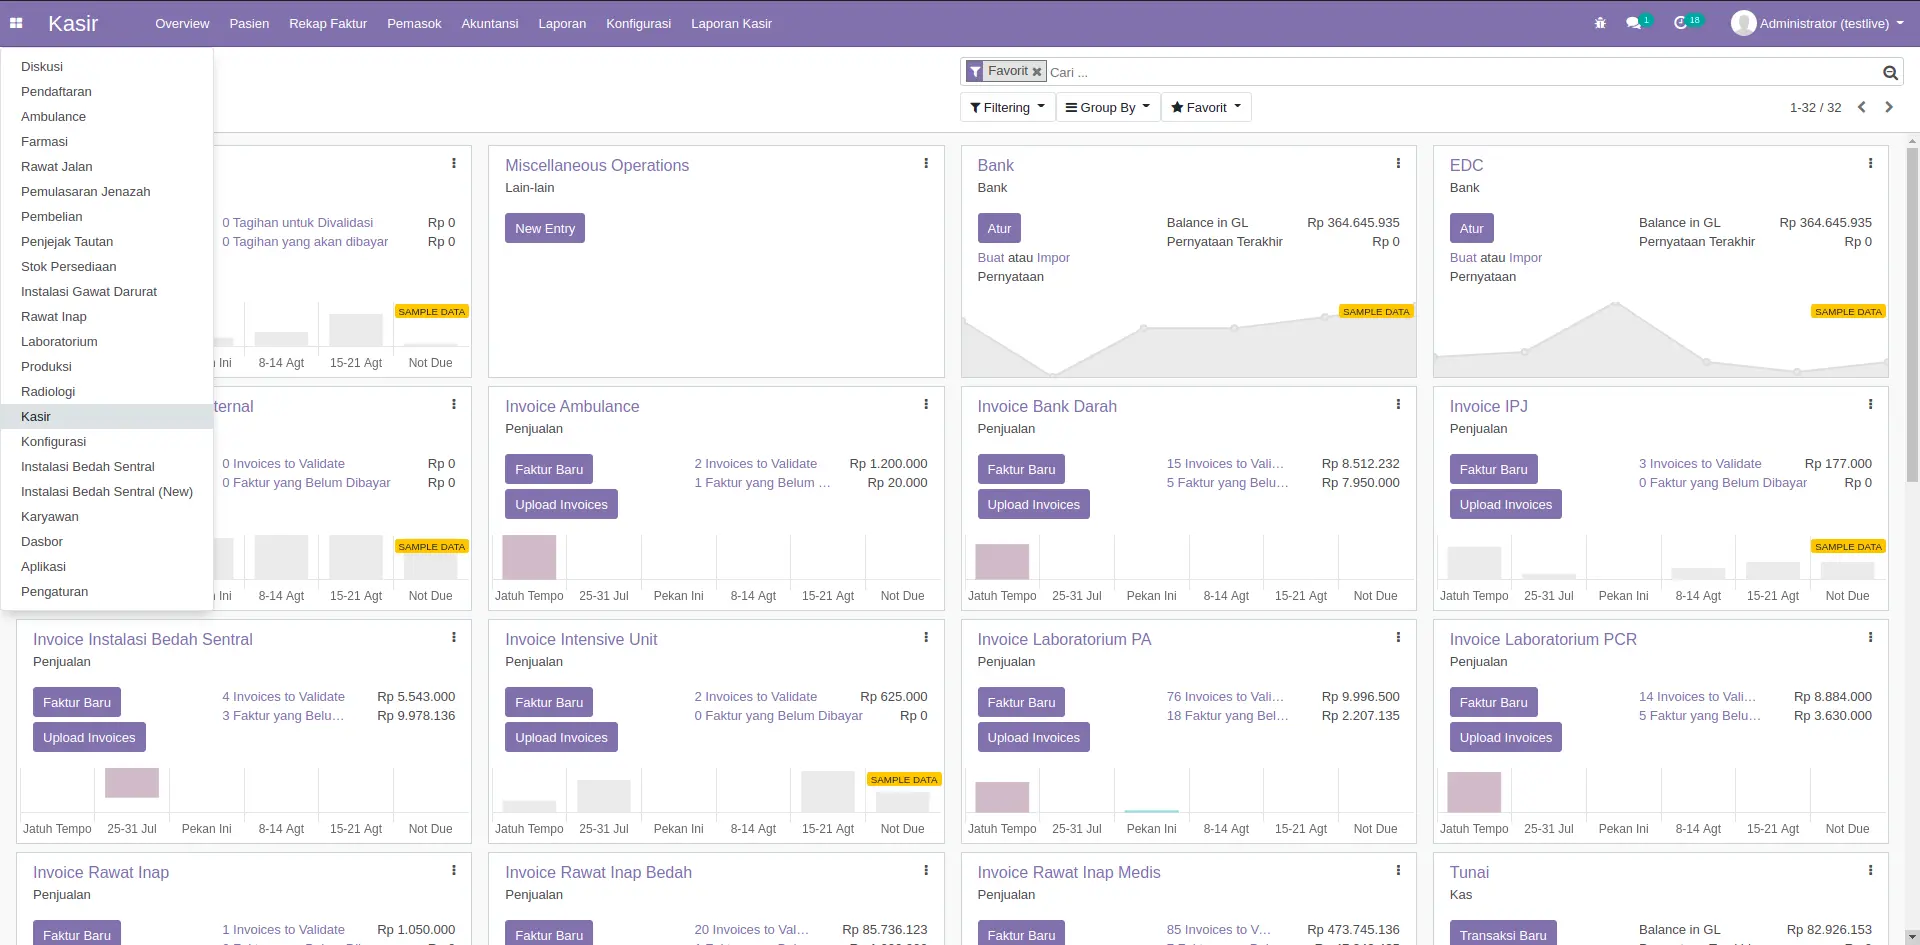 Kasir Overview Pasien Rekap Faktur Pemasok Akuntansi Laporan Konfigurasi Laporan Kasir 1 18 Administrator (testlive)
Diskusi
Pendaftaran
Ambulance
Farmasi
Rawat Jalan
Pemulasaran Jenazah
Pembelian
Penjejak Tautan
Stok Persediaan
Instalasi Gawat Darurat
Rawat Inap
Laboratorium
Produksi
Radiologi
Kasir
Konfigurasi
Instalasi Bedah Sentral
Instalasi Bedah Sentral (New)
Karyawan
Dasbor
Aplikasi
Pengaturan
Favorit Cari ...
Filtering Group By Favorit 1-32 / 32
0 Tagihan untuk Divalidasi Rp 0
0 Tagihan yang akan dibayar Rp 0
SAMPLE DATA
Ini 8-14 Agt 15-21 Agt Not Due
Miscellaneous Operations
Lain-lain
New Entry
Bank
Bank
Atur Balance in GL Rp 364.645.935
Pernyataan Terakhir Rp 0
Buat atau Impor
Pernyataan
SAMPLE DATA
EDC
Bank
Atur Balance in GL Rp 364.645.935
Pernyataan Terakhir Rp 0
Buat atau Impor
Pernyataan
SAMPLE DATA
ternal
0 Invoices to Validate Rp 0
0 Faktur yang Belum Dibayar Rp 0
SAMPLE DATA
Ini 8-14 Agt 15-21 Agt Not Due
Invoice Ambulance
Penjualan
Faktur Baru 2 Invoices to Validate Rp 1.200.000
1 Faktur yang Belum ... Rp 20.000
Upload Invoices
Jatuh Tempo 25-31 Jul Pekan Ini 8-14 Agt 15-21 Agt Not Due
Invoice Bank Darah
Penjualan
Faktur Baru 15 Invoices to Vali... Rp 8.512.232
5 Faktur yang Belu... Rp 7.950.000
Upload Invoices
Jatuh Tempo 25-31 Jul Pekan Ini 8-14 Agt 15-21 Agt Not Due
Invoice IPJ
Penjualan
Faktur Baru 3 Invoices to Validate Rp 177.000
0 Faktur yang Belum Dibayar Rp 0
Upload Invoices
SAMPLE DATA
Jatuh Tempo 25-31 Jul Pekan Ini 8-14 Agt 15-21 Agt Not Due
Invoice Instalasi Bedah Sentral
Penjualan
Faktur Baru 4 Invoices to Validate Rp 5.543.000
3 Faktur yang Belu... Rp 9.978.136
Upload Invoices
Jatuh Tempo 25-31 Jul Pekan Ini 8-14 Agt 15-21 Agt Not Due
Invoice Intensive Unit
Penjualan
Faktur Baru 2 Invoices to Validate Rp 625.000
0 Faktur yang Belum Dibayar Rp 0
Upload Invoices
SAMPLE DATA
Jatuh Tempo 25-31 Jul Pekan Ini 8-14 Agt 15-21 Agt Not Due
Invoice Laboratorium PA
Penjualan
Faktur Baru 76 Invoices to Vali... Rp 9.996.500
18 Faktur yang Bel... Rp 2.207.135
Upload Invoices
Jatuh Tempo 25-31 Jul Pekan Ini 8-14 Agt 15-21 Agt Not Due
Invoice Laboratorium PCR
Penjualan
Faktur Baru 14 Invoices to Vali... Rp 8.884.000
5 Faktur yang Belu... Rp 3.630.000
Upload Invoices
Jatuh Tempo 25-31 Jul Pekan Ini 8-14 Agt 15-21 Agt Not Due
Invoice Rawat Inap
Penjualan
Faktur Baru 1 Invoices to Validate Rp 1.050.000
Invoice Rawat Inap Bedah
Penjualan
Faktur Baru 20 Invoices to Val... Rp 85.736.123
Invoice Rawat Inap Medis
Penjualan
Faktur Baru 85 Invoices to V... Rp 473.745.136
Tunai
Kas
Transaksi Baru Balance in GL Rp 82.926.153